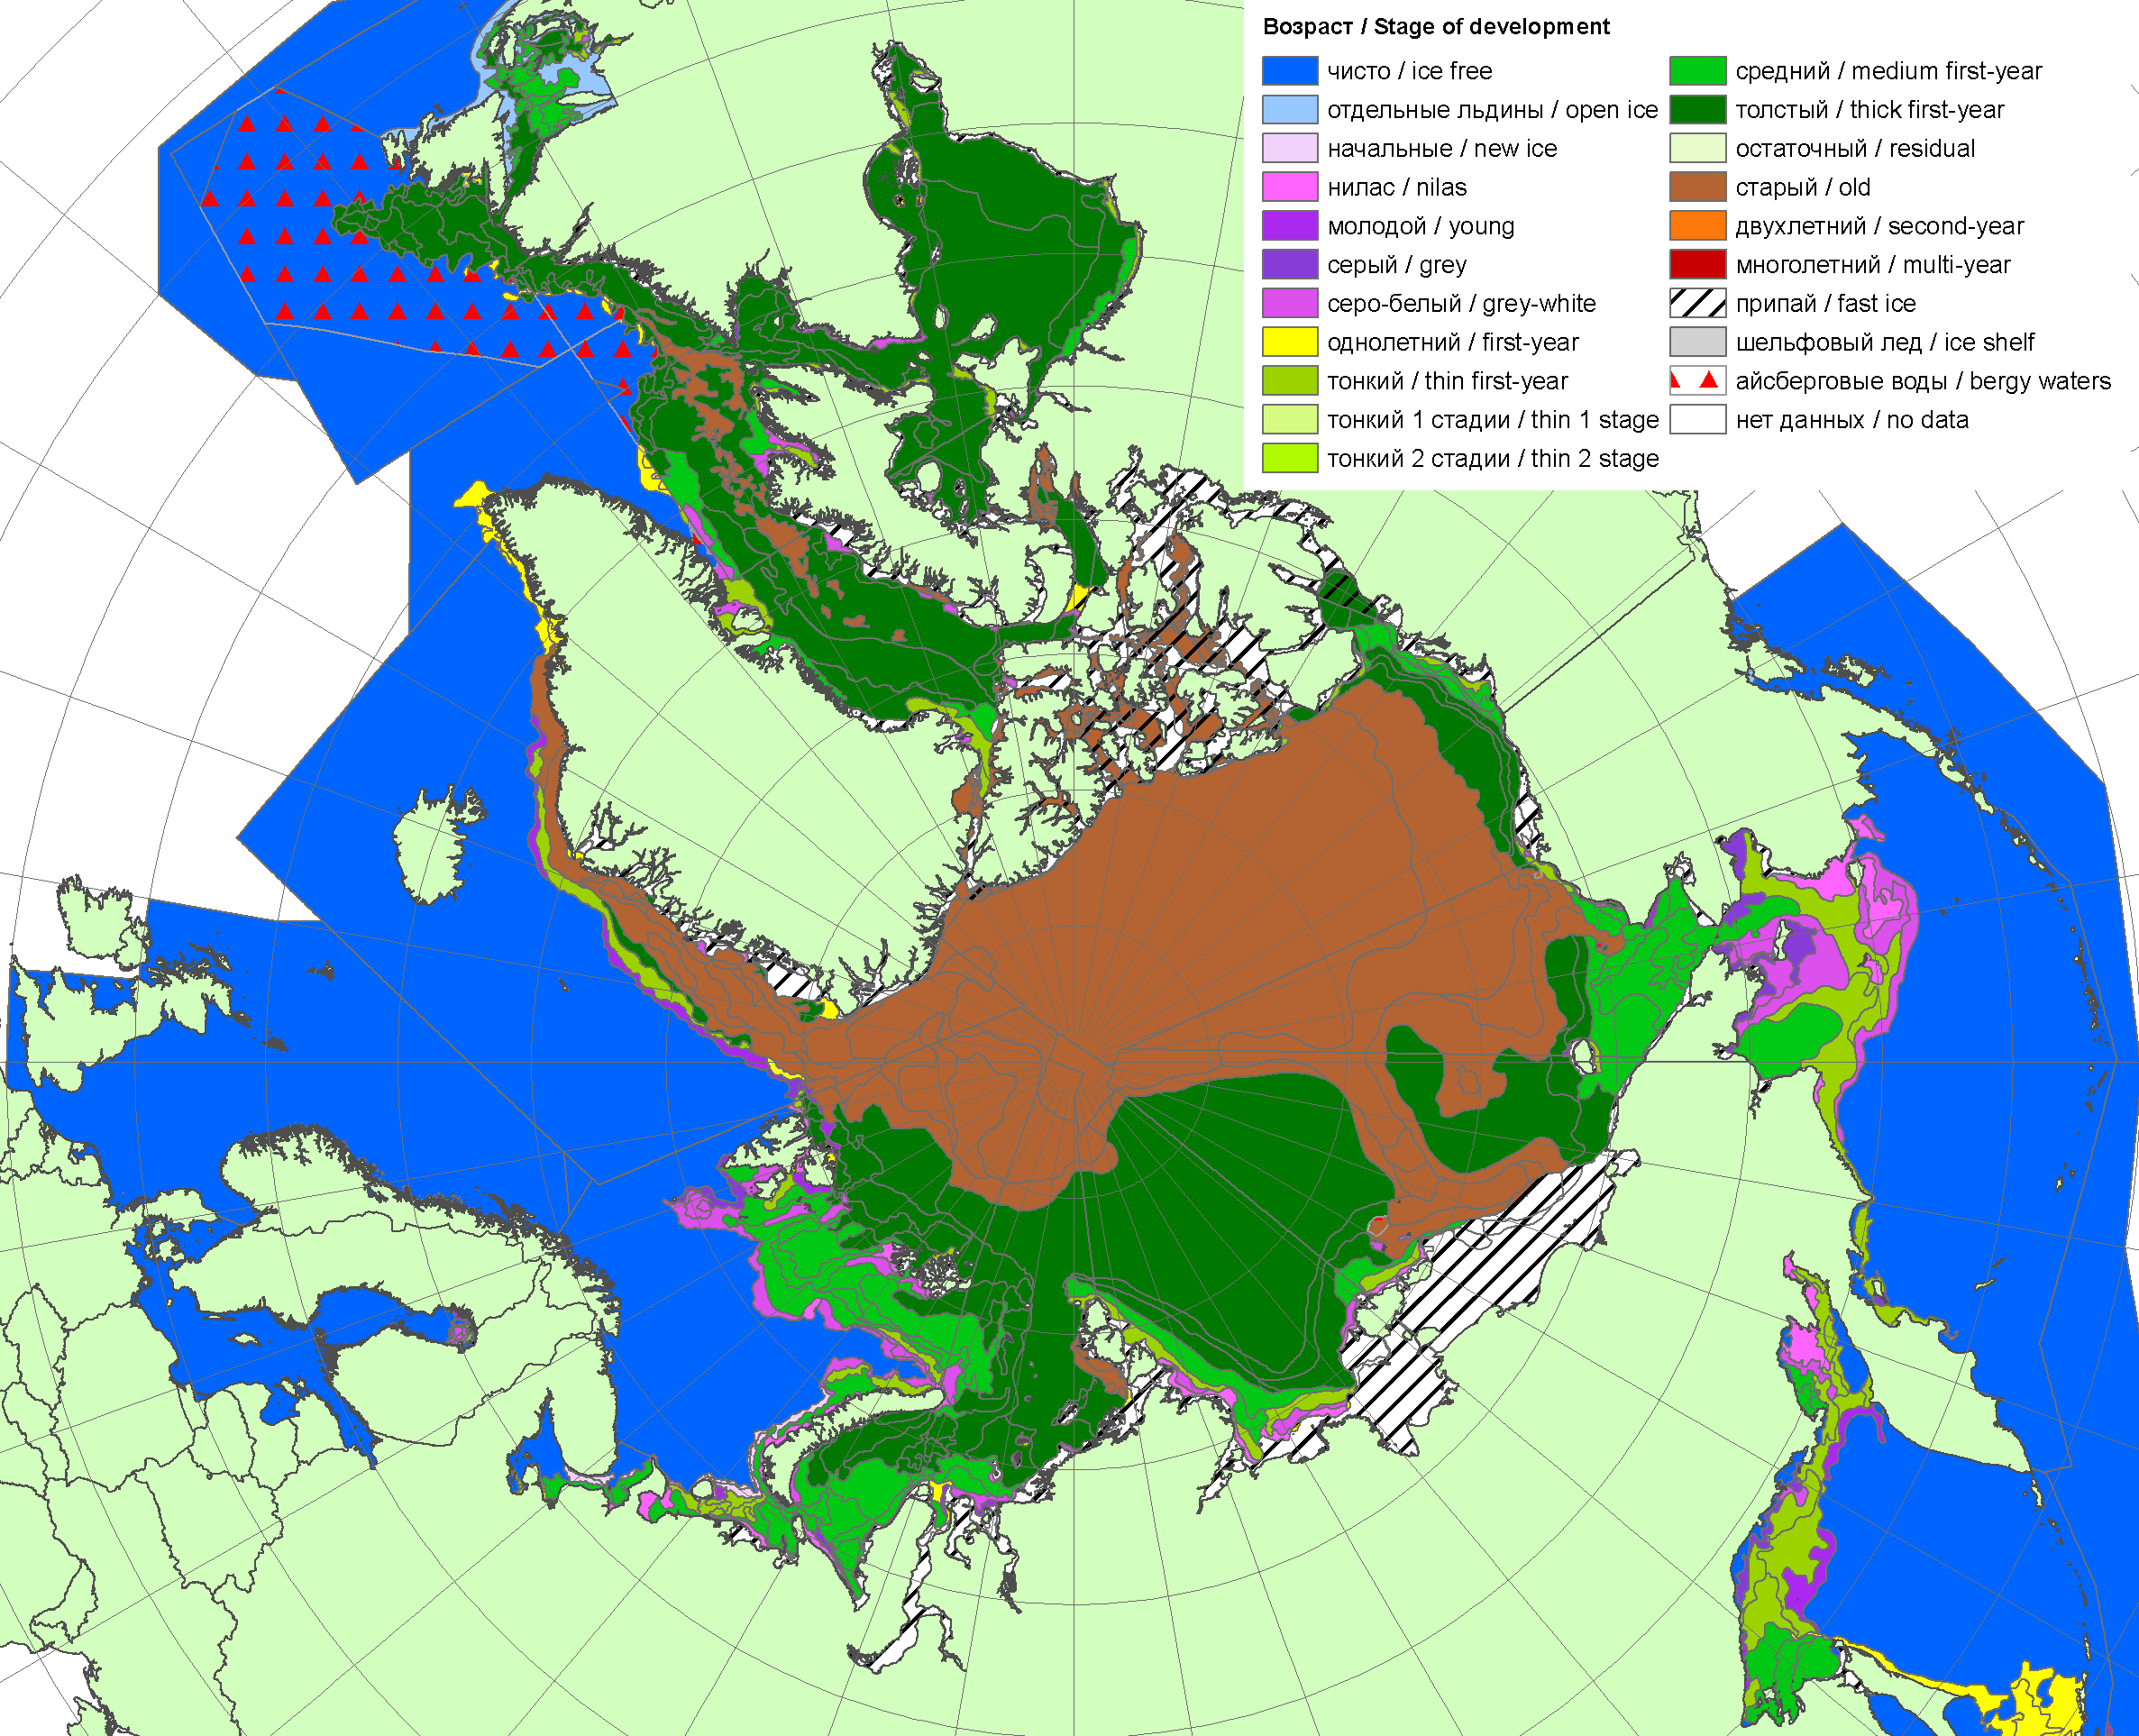 Возраст / Stage of development
чисто / ice free
отдельные льдины / open ice
начальные / new ice
нилас / nilas
молодой / young
серый / grey
серо-белый / grey-white
однолетний / first-year
тонкий / thin first-year
тонкий 1 стадии / thin 1 stage
тонкий 2 стадии / thin 2 stage
средний / medium first-year
толстый / thick first-year
остаточный / residual
старый / old
двухлетний / second-year
многолетний / multi-year
припай / fast ice
шельфовый лед / ice shelf
айсберговые воды / bergy waters
нет данных / no data